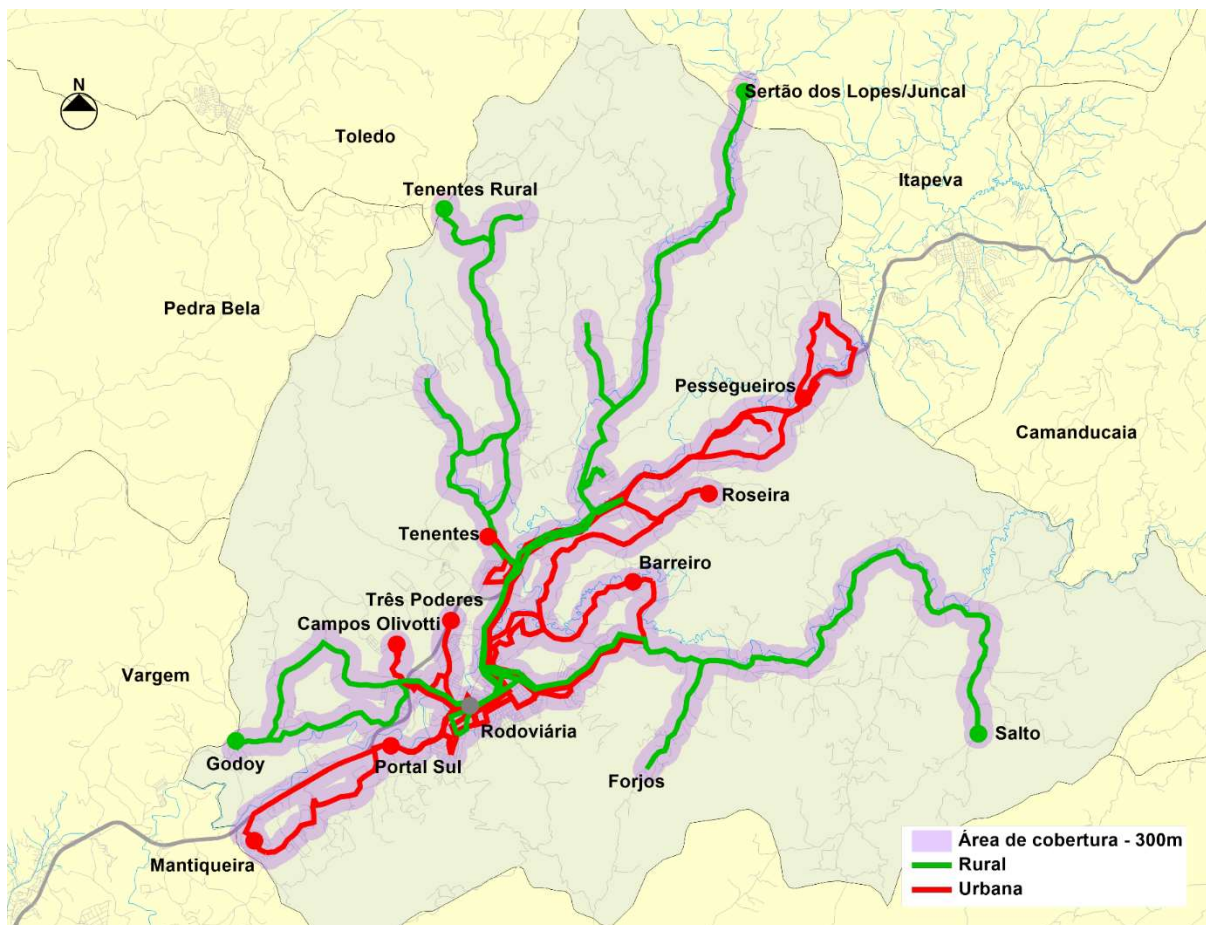 N
Sertão dos Lopes/Juncal
Toledo
Itapeva
Tenentes Rural
Pedra Bela
Pessegueiros
Camanducaia
Roseira
Tenentes
Barreiro
Três Poderes
Campos Olivotti
Vargem
Rodoviária
Salto
Godoy
Portal Sul
Forjos
Mantiqueira
Área de cobertura - 300m
Rural
Urbana